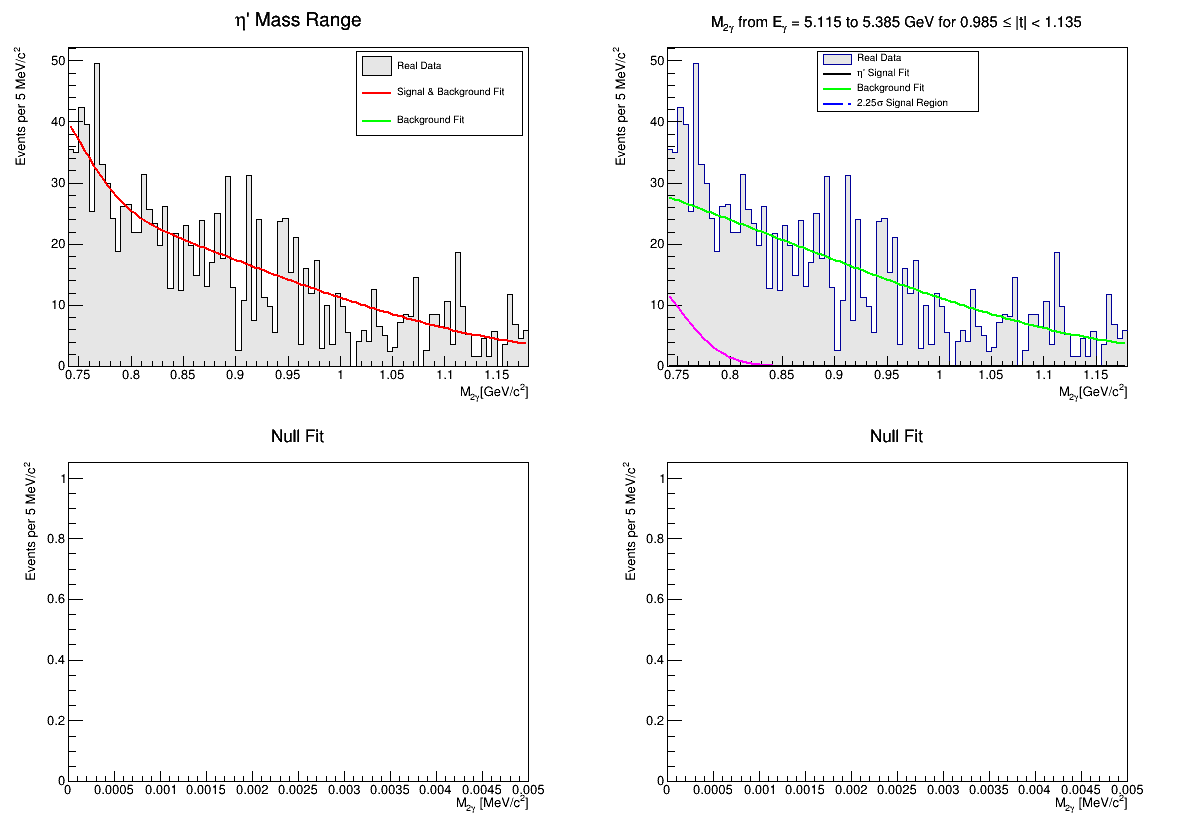 η' Mass Range
Events per 5 MeV/c²
50
40
30
20
10
0
Real Data
Signal & Background Fit
Background Fit
0.75 0.8 0.85 0.9 0.95 1 1.05 1.1 1.15
M₂γ[GeV/c²]
M₂γ from Eγ = 5.115 to 5.385 GeV for 0.985 ≤ |t| < 1.135
Events per 5 MeV/c²
50
40
30
20
10
0
Real Data
η' Signal Fit
Background Fit
2.25σ Signal Region
0.75 0.8 0.85 0.9 0.95 1 1.05 1.1 1.15
M₂γ[GeV/c²]
Null Fit
Events per 5 MeV/c²
1
0.8
0.6
0.4
0.2
0
0 0.0005 0.001 0.0015 0.002 0.0025 0.003 0.0035 0.004 0.0045 0.005
M₂γ [MeV/c²]
Null Fit
Events per 5 MeV/c²
1
0.8
0.6
0.4
0.2
0
0 0.0005 0.001 0.0015 0.002 0.0025 0.003 0.0035 0.004 0.0045 0.005
M₂γ [MeV/c²]